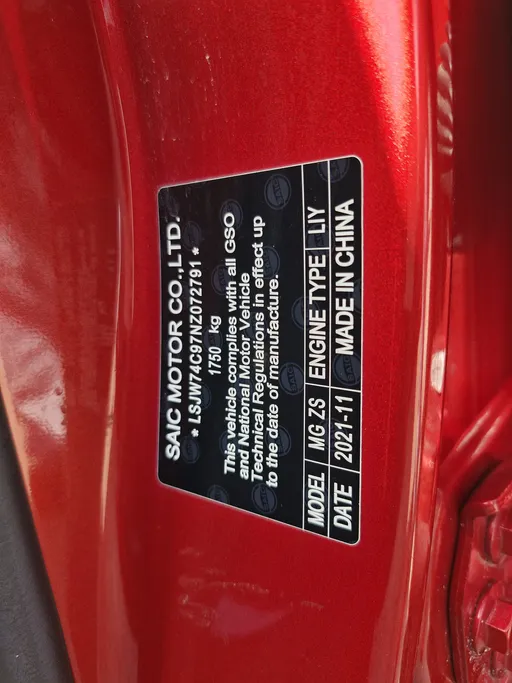 SAIC MOTOR CO.,LTD.
* LSJW74C97NZ072791 *
1750 kg
This vehicle complies with all GSO
and National Motor Vehicle
Technical Regulations in effect up
to the date of manufacture.
MODEL MG ZS ENGINE TYPE LIY
DATE 2021-11 MADE IN CHINA